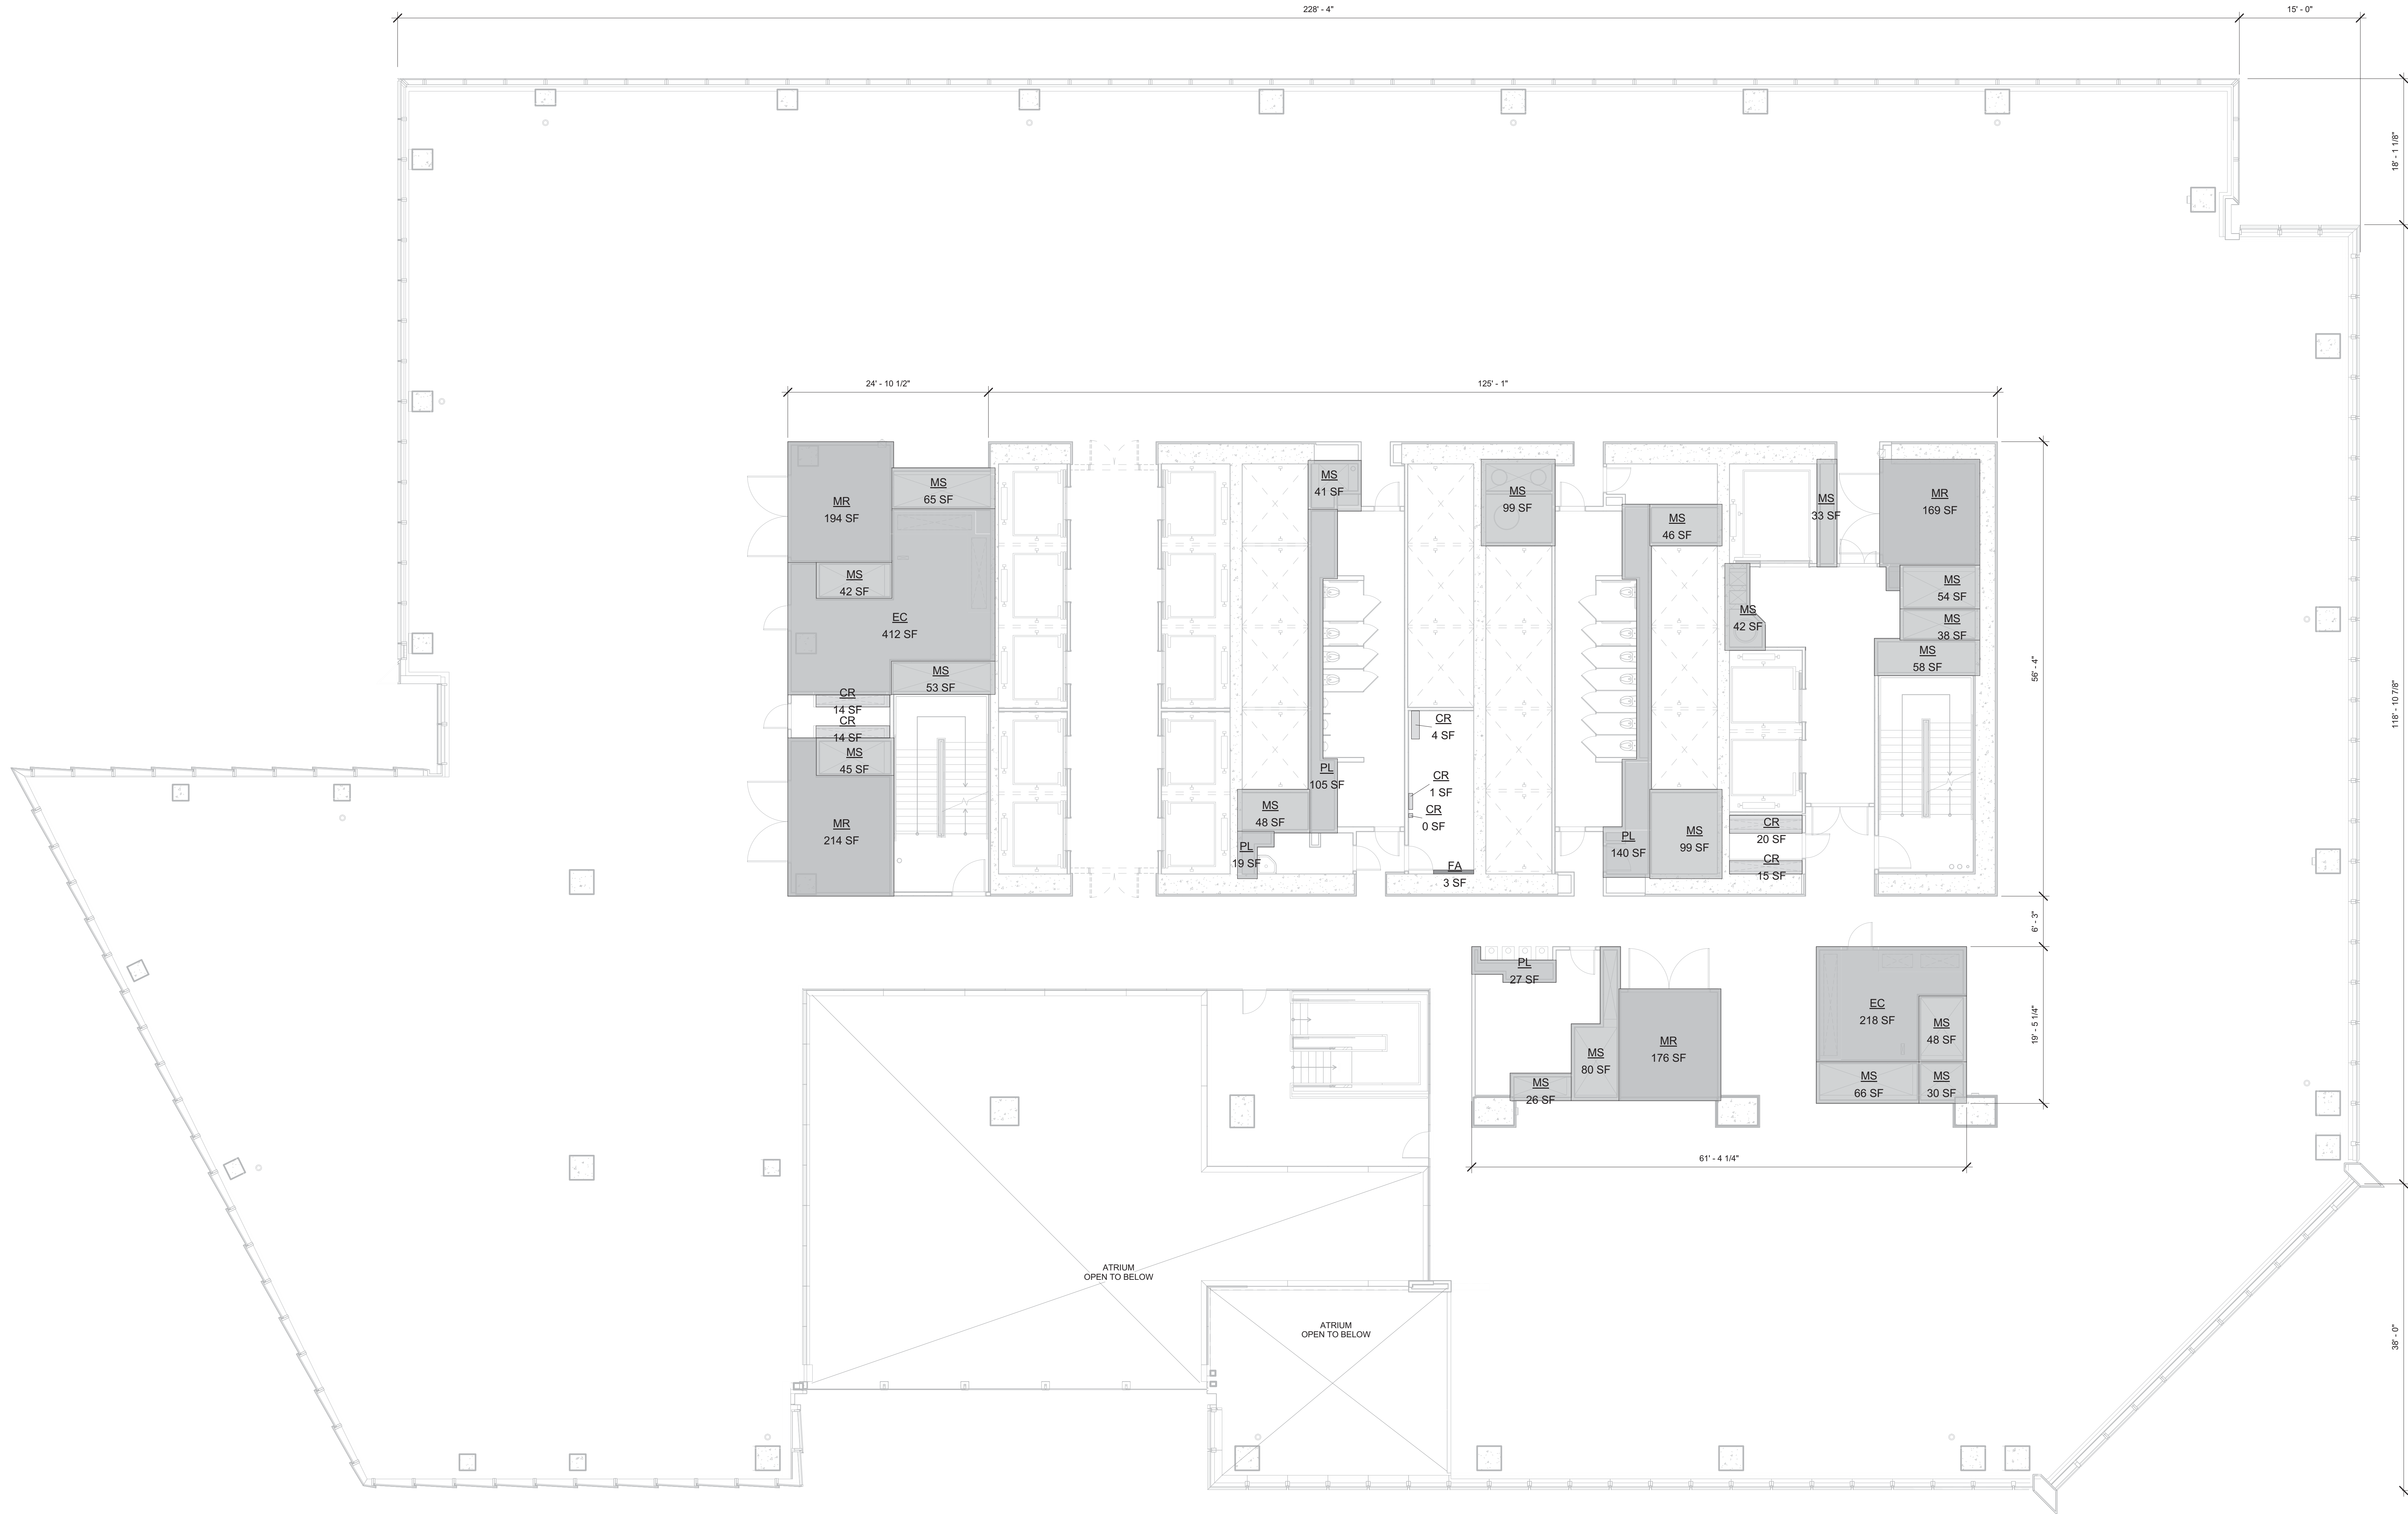 228' - 4"
15' - 0"
18' - 1 1/8"
24' - 10 1/2"
125' - 1"
MR
194 SF
MS
65 SF
MS
42 SF
EC
412 SF
MS
53 SF
CR
14 SF
CR
14 SF
MS
45 SF
MR
214 SF
MS
41 SF
PL
105 SF
MS
48 SF
PL
19 SF
MS
99 SF
CR
4 SF
CR
1 SF
CR
0 SF
FA
3 SF
MS
46 SF
PL
140 SF
MS
99 SF
MS
33 SF
MS
42 SF
CR
20 SF
CR
15 SF
MR
169 SF
MS
54 SF
MS
38 SF
MS
58 SF
56' - 4"
118' - 10 7/8"
6' - 3"
PL
27 SF
MS
80 SF
MS
26 SF
MR
176 SF
EC
218 SF
MS
48 SF
MS
66 SF
MS
30 SF
19' - 5 1/4"
61' - 4 1/4"
ATRIUM
OPEN TO BELOW
ATRIUM
OPEN TO BELOW
38' - 0"